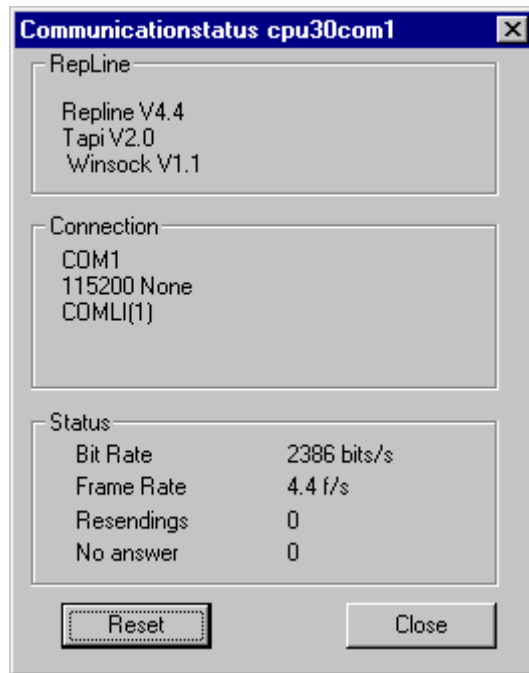 Communicationstatus cpu30com1
RepLine
Repline V4.4
Tapi V2.0
Winsock V1.1
Connection
COM1
115200 None
COMLI(1)
Status
Bit Rate 2386 bits/s
Frame Rate 4.4 f/s
Resendings 0
No answer 0
Reset Close